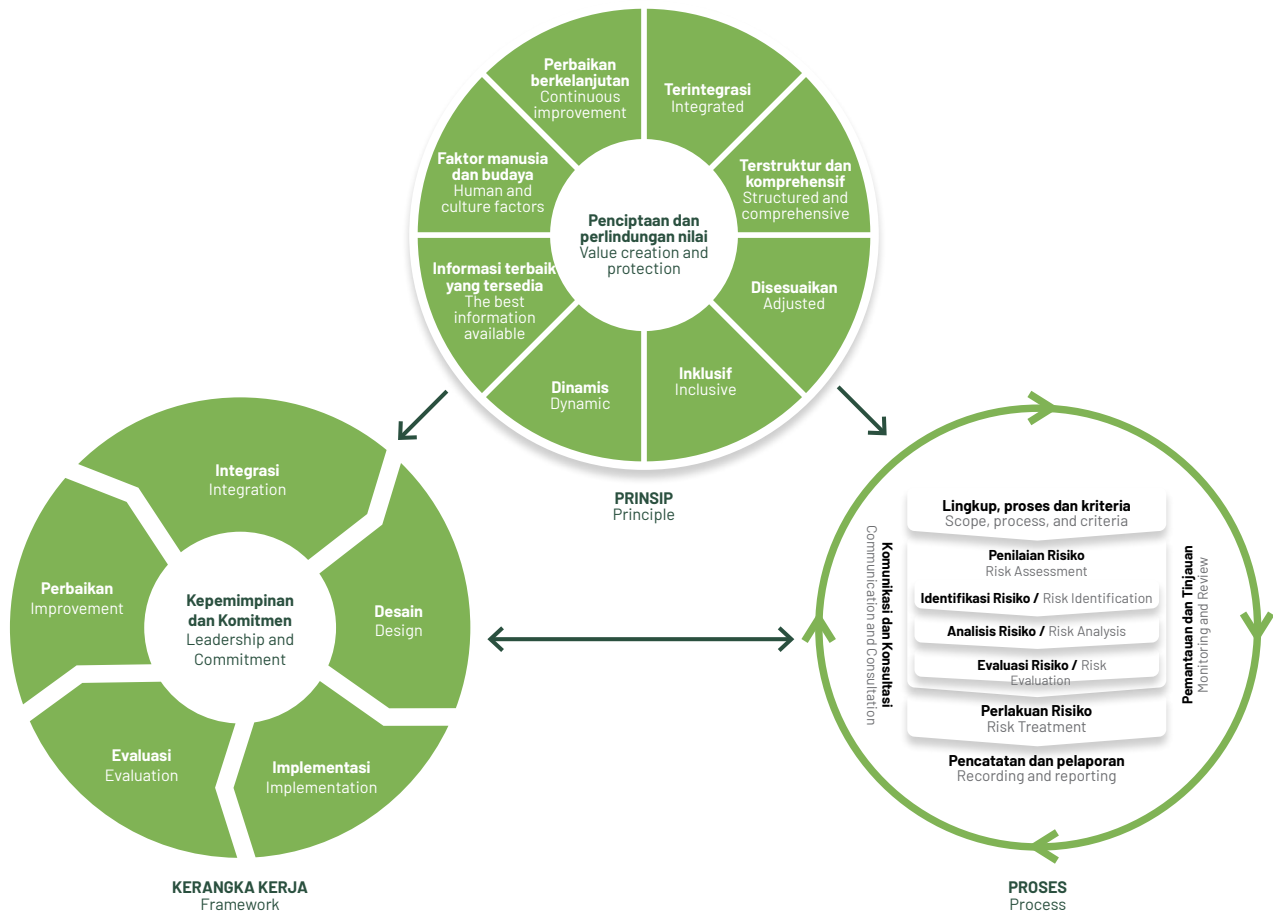 Perbaikan
berkelanjutan
Continuous
improvement
Terintegrasi
Integrated
Faktor manusia
dan budaya
Human and
culture factors
Terstruktur dan
komprehensif
Structured and
comprehensive
Penciptaan dan
perlindungan nilai
Value creation and
protection
Informasi terbaik
yang tersedia
The best
information
available
Disesuaikan
Adjusted
Dinamis
Dynamic
Inklusif
Inclusive
PRINSIP
Principle
Integrasi
Integration
Perbaikan
Improvement
Kepemimpinan
dan Komitmen
Leadership and
Commitment
Desain
Design
Evaluasi
Evaluation
Implementasi
Implementation
KERANGKA KERJA
Framework
Komunikasi dan Konsultasi
Communication and Consultation
Lingkup, proses dan kriteria
Scope, process, and criteria
Penilaian Risiko
Risk Assessment
Identifikasi Risiko / Risk Identification
Analisis Risiko / Risk Analysis
Evaluasi Risiko / Risk
Evaluation
Perlakuan Risiko
Risk Treatment
Pencatatan dan pelaporan
Recording and reporting
Pemantauan dan Tinjauan
Monitoring and Review
PROSES
Process